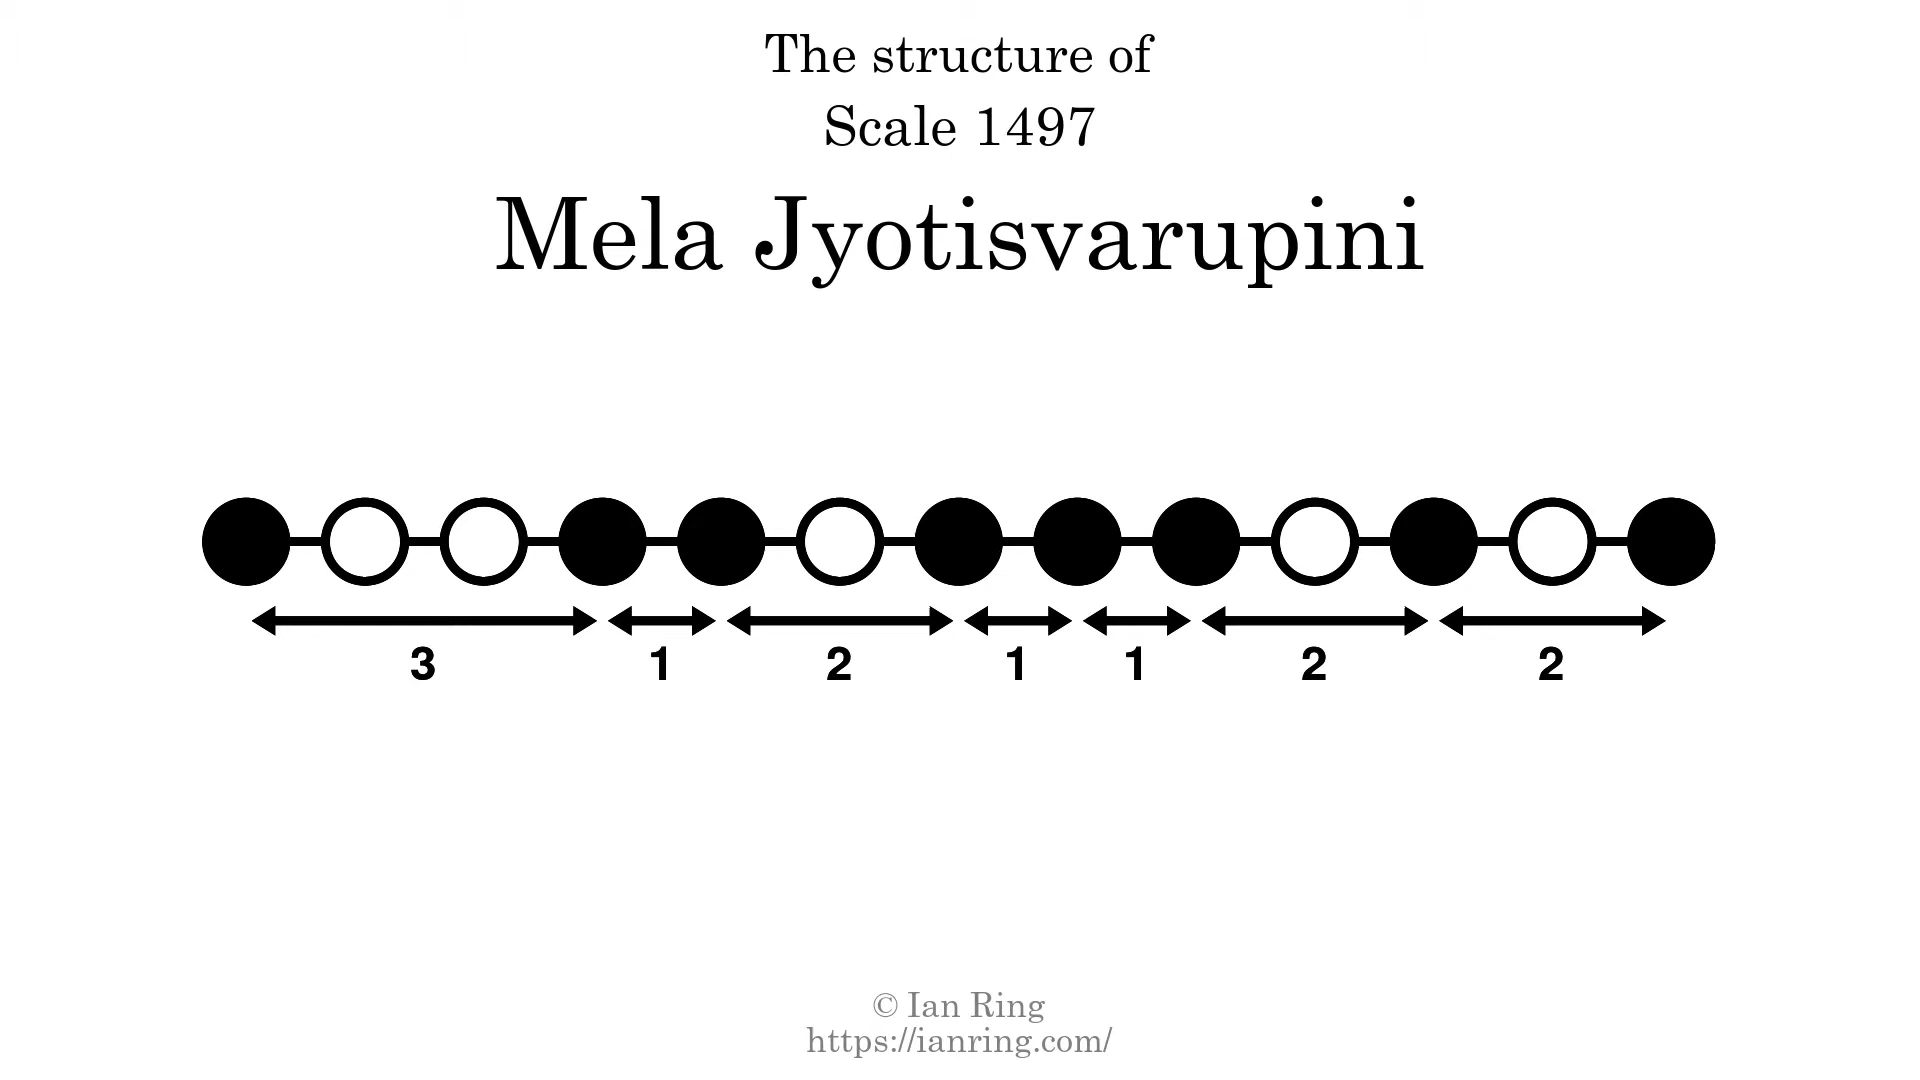 The structure of
Scale 1497
Mela Jyotisvarupini
3 1 2 1 1 2 2
© Ian Ring
https://ianring.com/